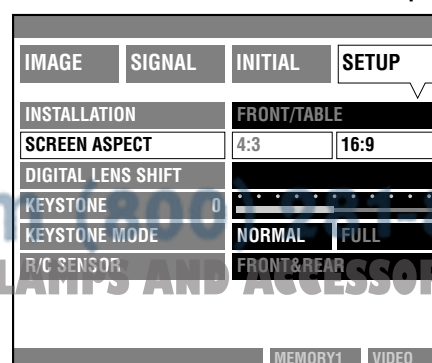 IMAGE SIGNAL INITIAL SETUP
INSTALLATION FRONT/TABLE
SCREEN ASPECT 4:3 16:9
DIGITAL LENS SHIFT
KEYSTONE 0
KEYSTONE MODE NORMAL FULL
R/C SENSOR FRONT&REAR
(800)
LAMPS AND ACCESSOR
MEMORY1 VIDEO